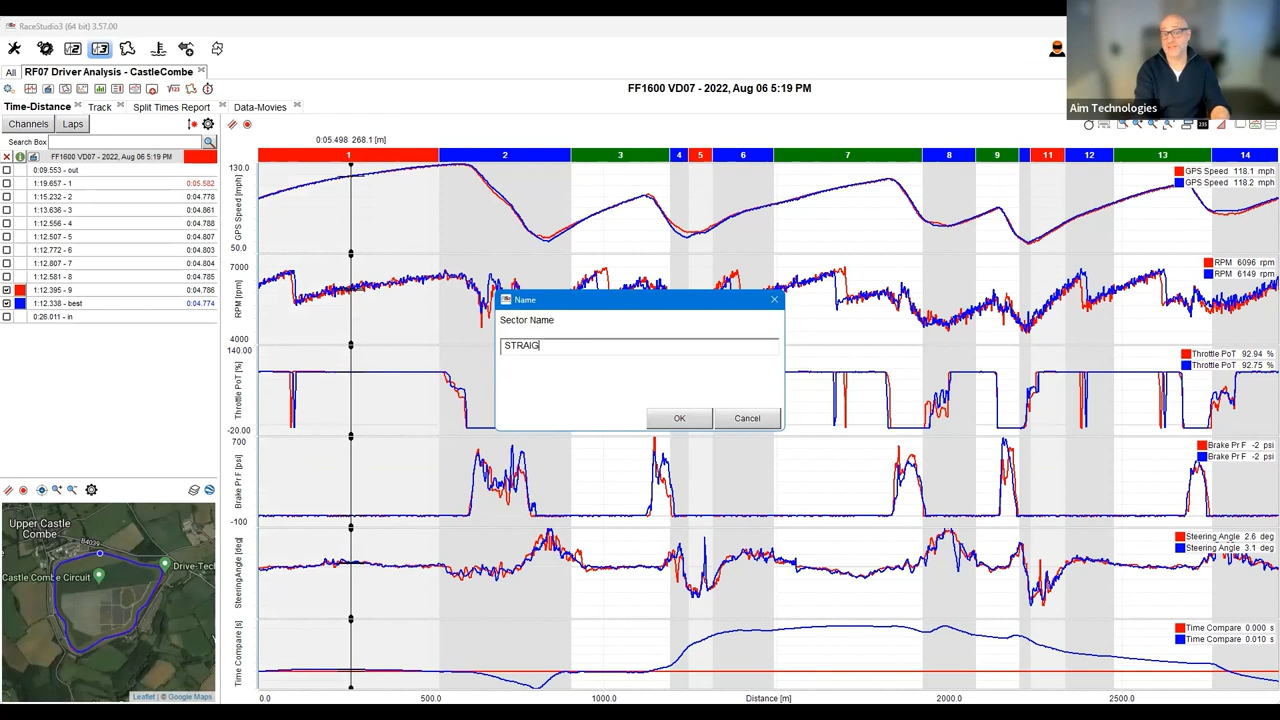 RaceStudio3 (64 bit) 3.57.00
All RF07 Driver Analysis - CastleCombe
FF1600 VD07 - 2022, Aug 06 5:19 PM
Aim Technologies
Time-Distance Track Split Times Report Data-Movies
Channels Laps
Search Box
0:05.498 268.1 [m]
FF1600 VD07 - 2022, Aug 06 5:19 PM
0:09.553 - out
1:19.657 - 1 0:05.582
1:15.232 - 2 0:04.778
1:13.636 - 3 0:04.861
1:12.556 - 4 0:04.788
1:12.507 - 5 0:04.807
1:12.772 - 6 0:04.803
1:12.807 - 7 0:04.804
1:12.581 - 8 0:04.785
1:12.395 - 9 0:04.786
1:12.338 - best 0:04.774
0:26.011 - in
1 2 3 4 5 6 7 8 9 11 12 13 14
130.0
GPS Speed [mph]
50.0
GPS Speed 118.1 mph
GPS Speed 118.2 mph
7000
RPM [rpm]
4000
RPM 6096 rpm
RPM 6149 rpm
Name
Sector Name
STRAIG
OK Cancel
140.00
Throttle PoT [%]
-20.00
Throttle PoT 92.94 %
Throttle PoT 92.75 %
700
Brake Pr F [psi]
-100
Brake Pr F -2 psi
Brake Pr F -2 psi
Steering Angle [deg]
Steering Angle 2.6 deg
Steering Angle 3.1 deg
Time Compare [s]
Time Compare 0.000 s
Time Compare 0.010 s
0.0 500.0 1000.0 Distance [m] 2000.0 2500.0
Upper Castle
Combe
B4039
Castle Combe Circuit
Drive-Tech
Leaflet | © Google Maps